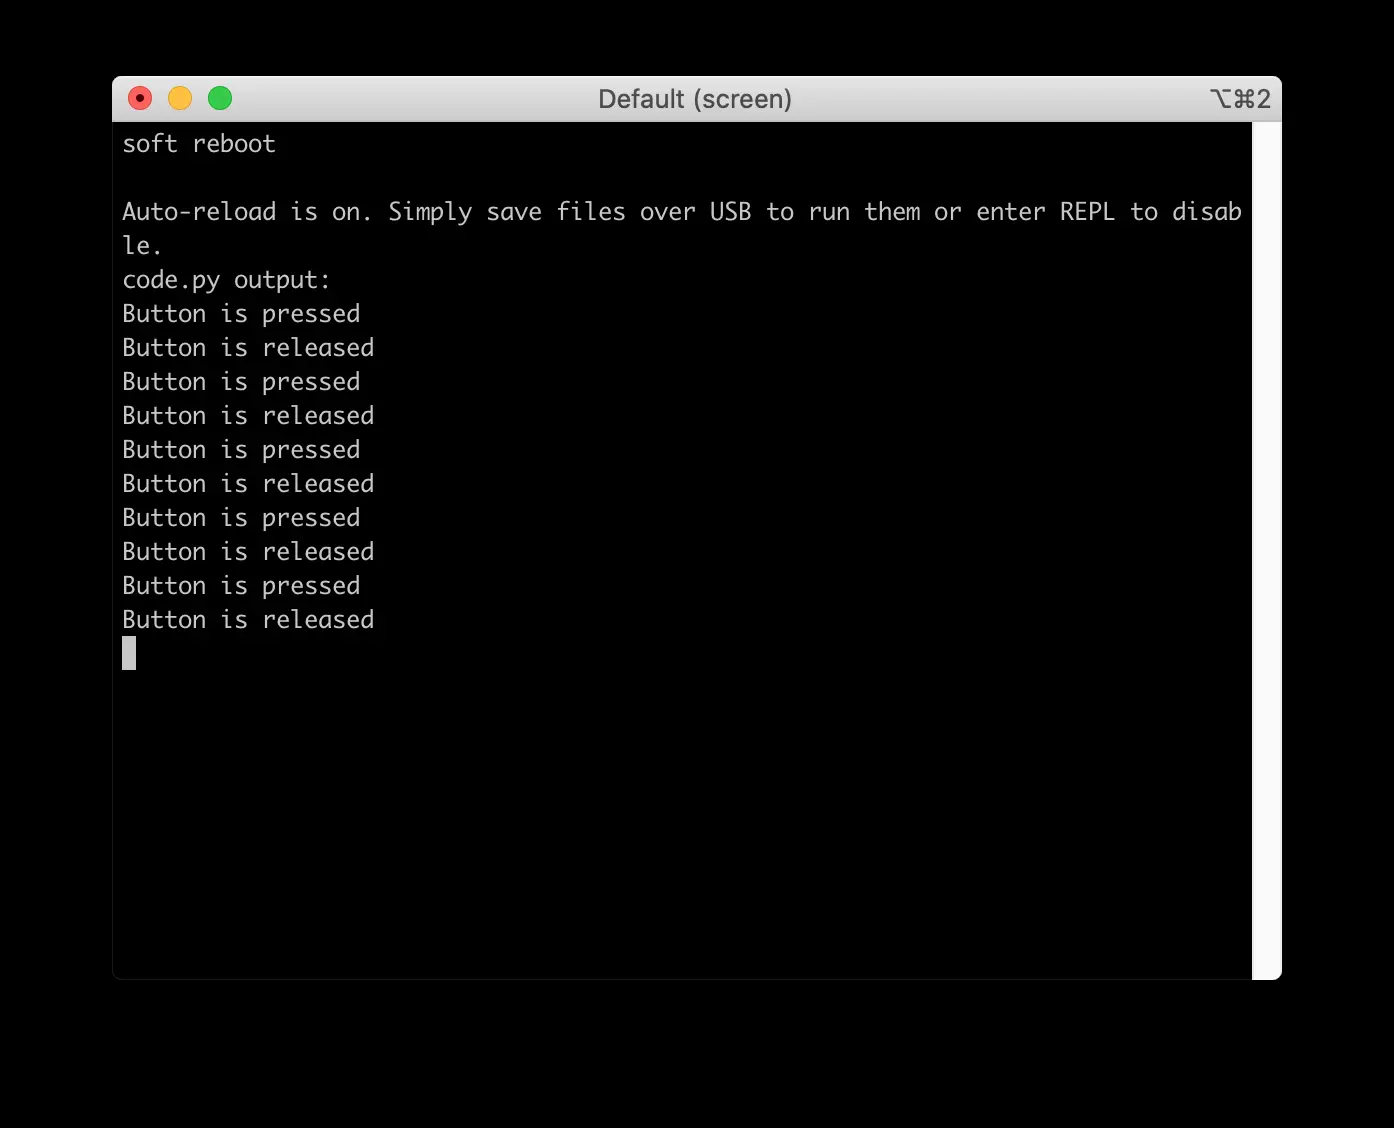 Default (screen)
⌥⌘2
soft reboot
Auto-reload is on. Simply save files over USB to run them or enter REPL to disab
le.
code.py output:
Button is pressed
Button is released
Button is pressed
Button is released
Button is pressed
Button is released
Button is pressed
Button is released
Button is pressed
Button is released